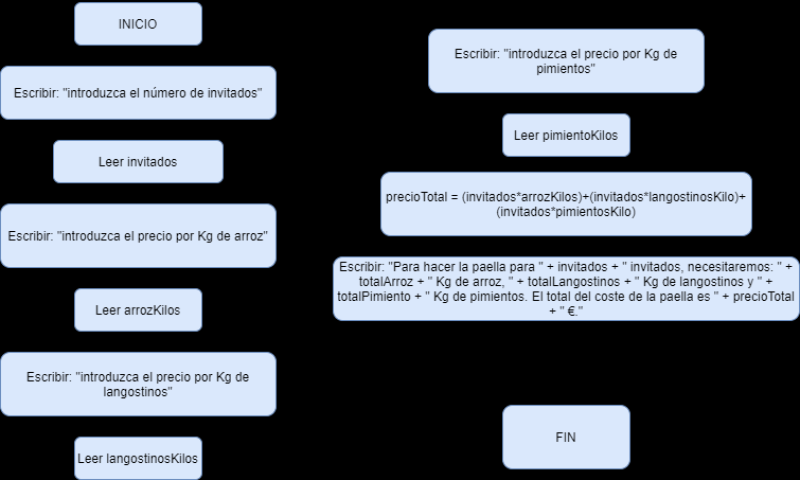 INICIO
Escribir: "introduzca el número de invitados"
Leer invitados
Escribir: "introduzca el precio por Kg de arroz"
Leer arrozKilos
Escribir: "introduzca el precio por Kg de
langostinos"
Leer langostinosKilos
Escribir: "introduzca el precio por Kg de
pimientos"
Leer pimientoKilos
precioTotal = (invitados*arrozKilos)+(invitados*langostinosKilo)+
(invitados*pimientosKilo)
Escribir: "Para hacer la paella para " + invitados + " invitados, necesitaremos: " +
totalArroz + " Kg de arroz, " + totalLangostinos + " Kg de langostinos y " +
totalPimiento + " Kg de pimientos. El total del coste de la paella es " + precioTotal
+ " €."
FIN